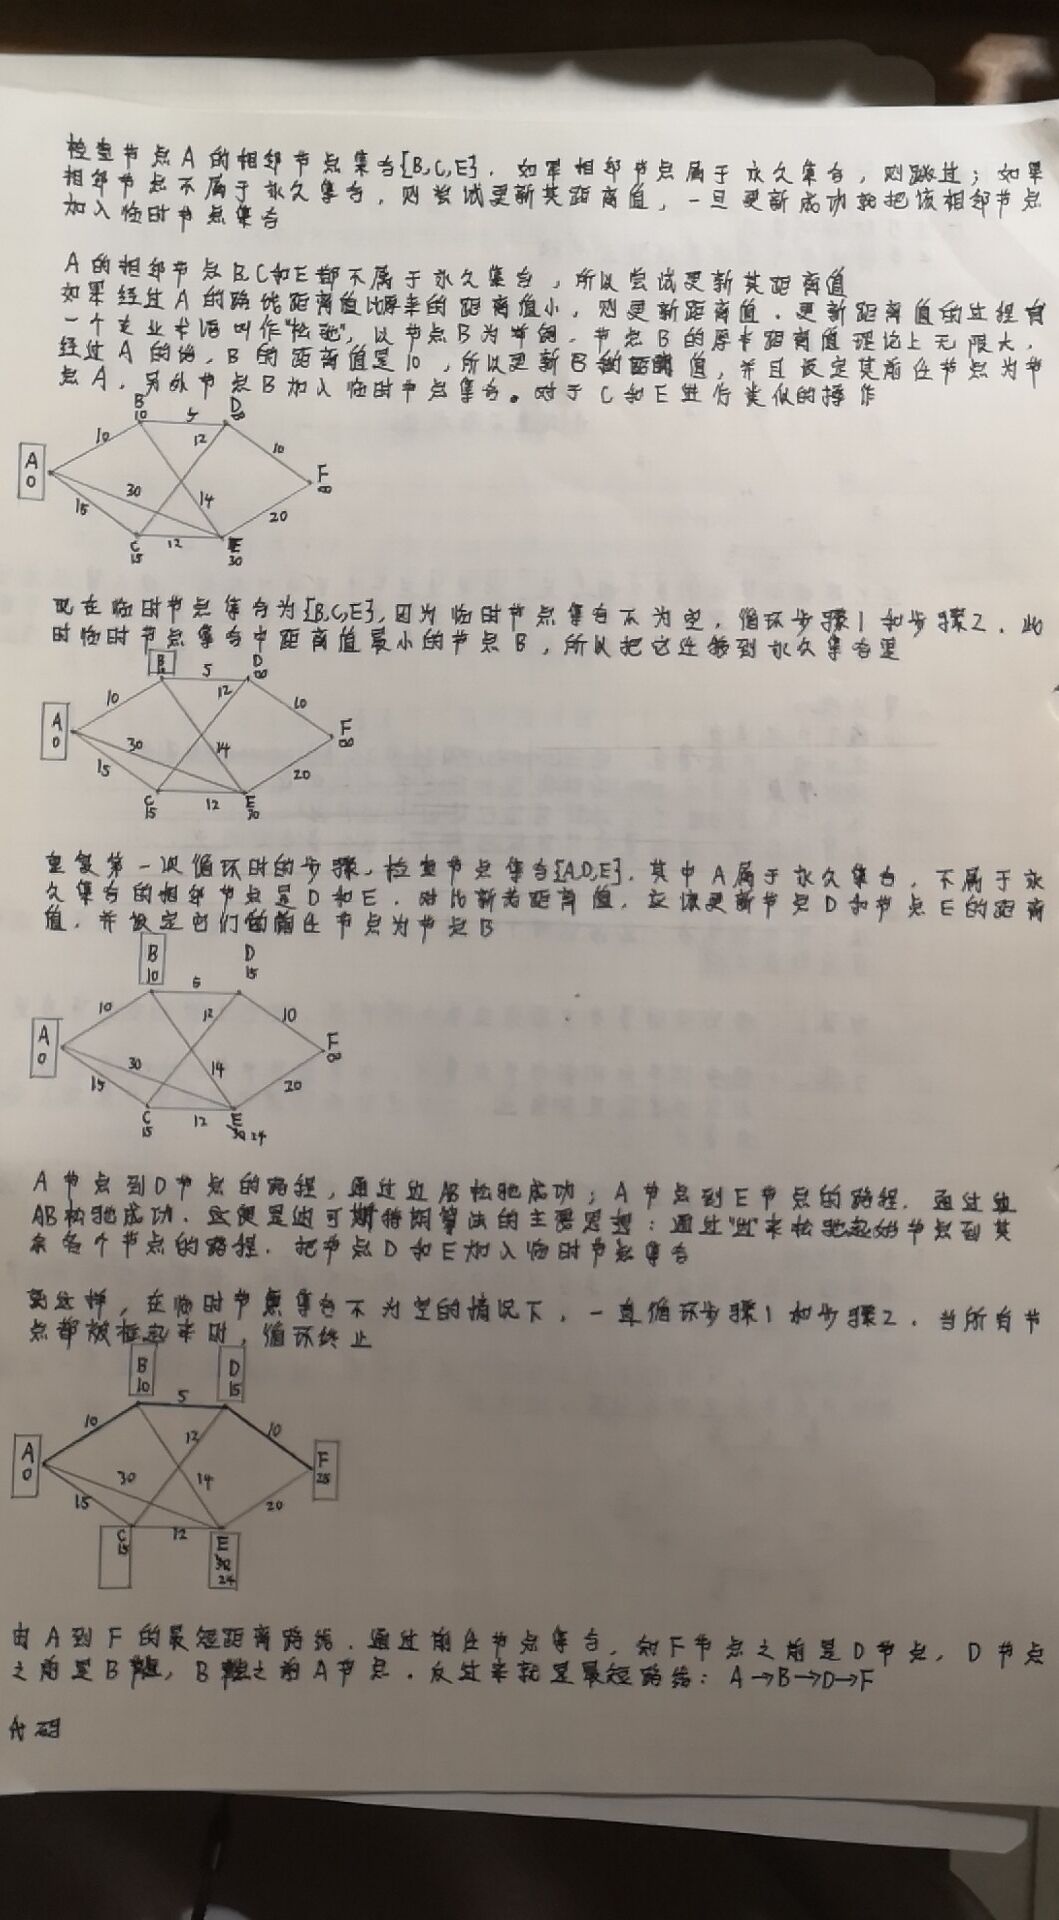 检查节点A的相邻节点集合{B,C,E}. 如果相邻节点属于永久集合, 则跳过; 如果
相邻节点不属于永久集合, 则尝试更新其距离值, 一旦更新成功就把该相邻节点
加入临时节点集合
A的相邻节点B,C和E都不属于永久集合, 所以尝试更新其距离值
如果经过A的路线距离值比原来的距离值小, 则更新距离值. 更新距离值的过程有
一个专业术语叫作"松弛", 以节点B为举例, 节点B的原本距离值理论上无限大,
经过A的话, B的距离值是10, 所以更新B的距离值, 并且设定其前任节点为节
点A. 另外节点B加入临时节点集合。对于C和E进行类似的操作
B 10 5 D ∞
10 12 10
A 0 F ∞
30 14
15 20
C 15 12 E 30
现在临时节点集合为{B,C,E}, 因为临时节点集合不为空, 循环步骤1和步骤2. 此
时临时节点集合中距离值最小的节点B, 所以把它迁移到永久集合里
B 5 D ∞
10 12 10
A 0 F ∞
30 14
15 20
C 15 12 E 30
重复第一次循环时的步骤, 检查节点集合{A,D,E}. 其中A属于永久集合, 不属于永
久集合的相邻节点是D和E. 对比新老距离值, 应该更新节点D和节点E的距离
值, 并设定它们的前任节点为节点B
B 10 5 D 15
10 12 10
A 0 F ∞
30 14
15 20
C 15 12 E 30 24
A节点到D节点的路程, 通过边AB松弛成功; A节点到E节点的路程. 通过边
AB松弛成功. 这便是迪可斯特朗算法的主要思想: 通过"边"来松弛起始节点到其
余各个节点的路程. 把节点D和E加入临时节点集合
就这样, 在临时节点集合不为空的情况下, 一直循环步骤1和步骤2. 当所有节
点都被框起来时, 循环终止
B 10 5 D 15
10 12 10
A 0 F 25
30 14
15 20
C 15 12 E 30 24
由A到F的最短距离路线. 通过前任节点集合, 知F节点之前是D节点, D节点
之前是B节点, B节点之前A节点. 反过来就是最短路线: A→B→D→F
代码